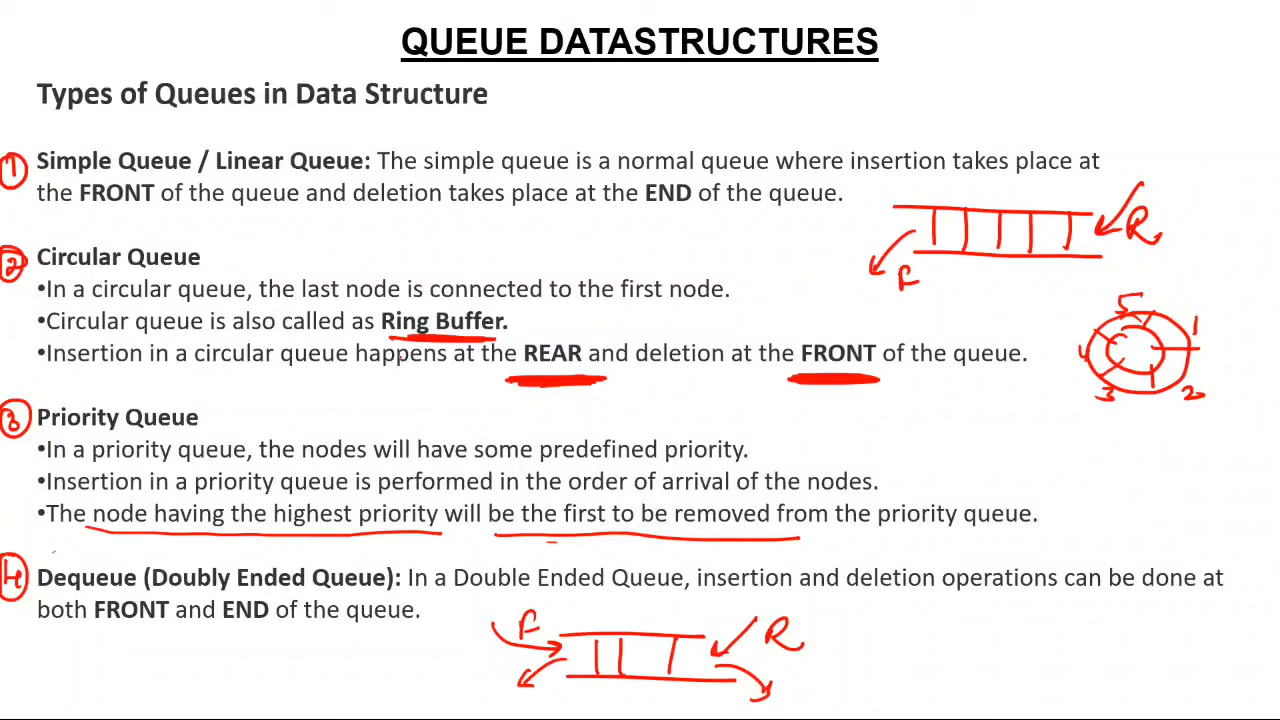 QUEUE DATASTRUCTURES
Types of Queues in Data Structure
1 Simple Queue / Linear Queue: The simple queue is a normal queue where insertion takes place at
the FRONT of the queue and deletion takes place at the END of the queue.
R
F
2 Circular Queue
•In a circular queue, the last node is connected to the first node.
•Circular queue is also called as Ring Buffer.
•Insertion in a circular queue happens at the REAR and deletion at the FRONT of the queue.
5
1
4
3
2
3 Priority Queue
•In a priority queue, the nodes will have some predefined priority.
•Insertion in a priority queue is performed in the order of arrival of the nodes.
•The node having the highest priority will be the first to be removed from the priority queue.
4 Dequeue (Doubly Ended Queue): In a Double Ended Queue, insertion and deletion operations can be done at
both FRONT and END of the queue.
F
R